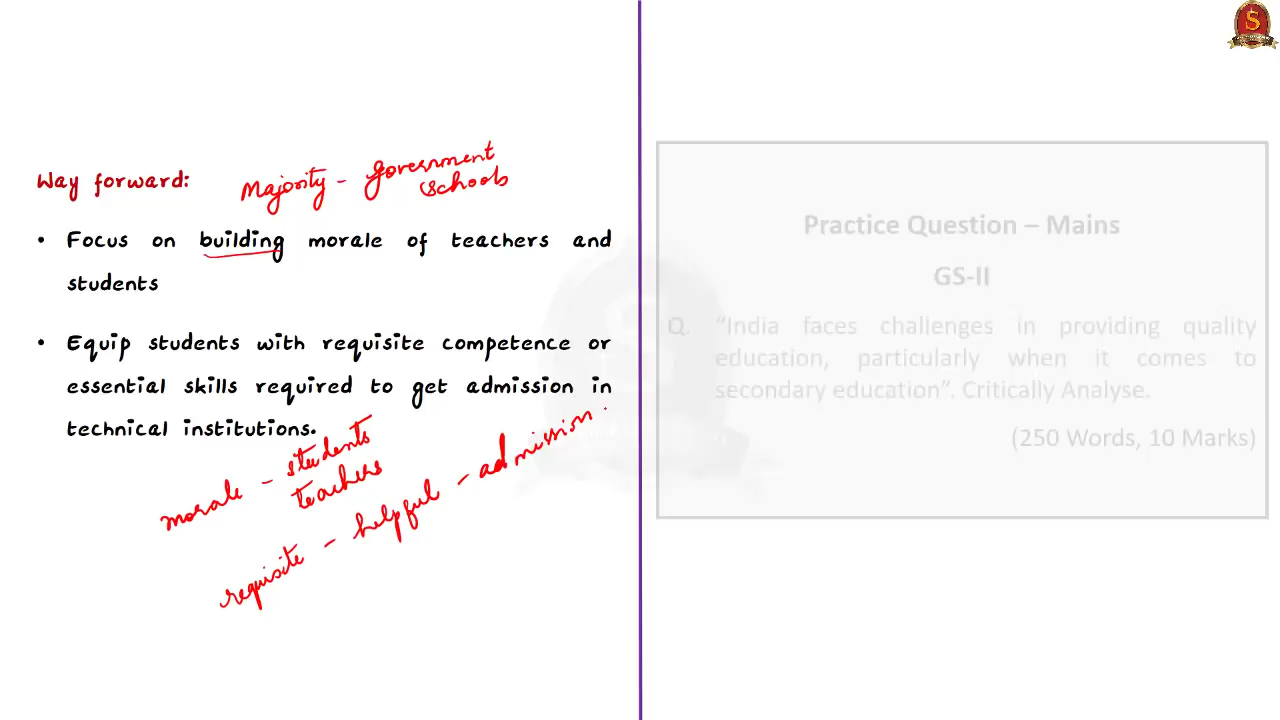 Way forward:
Majority - government
schools
• Focus on building morale of teachers and
students
• Equip students with requisite competence or
essential skills required to get admission in
technical institutions.
morale - students
teachers
requisite - helpful - admission
Practice Question – Mains
GS-II
Q. “India faces challenges in providing quality
education, particularly when it comes to
secondary education”. Critically Analyse.
(250 Words, 10 Marks)
S